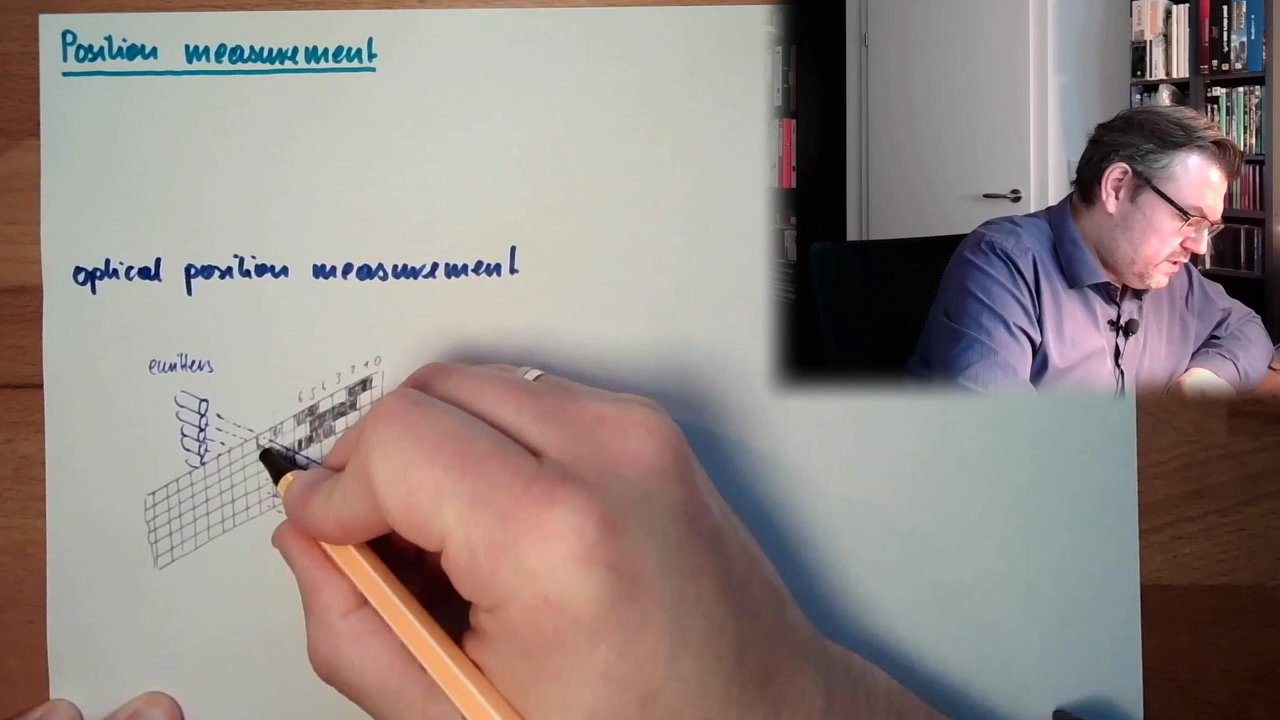 Position measurement
optical position measurement
emitters
6 5 4 3 2 1 0